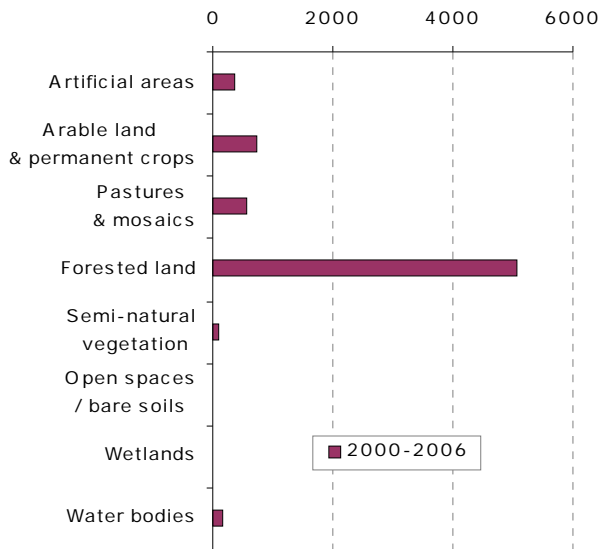 0 2000 4000 6000
Artificial areas
Arable land
& permanent crops
Pastures
& mosaics
Forested land
Semi-natural
vegetation
Open spaces
/ bare soils
Wetlands
2000-2006
Water bodies